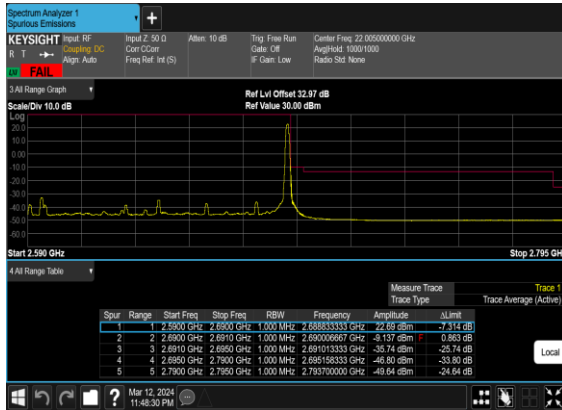 Spectrum Analyzer 1
Spurious Emissions
KEYSIGHT Input: RF Input Z: 50 Ω Atten: 10 dB Trig: Free Run Center Freq: 22.005000000 GHz
R T Coupling: DC Corr CCorr Gate: Off Avg|Hold: 1000/1000
Align: Auto Freq Ref: Int (S) IF Gain: Low Radio Std: None
LV FAIL
3 All Range Graph Ref Lvl Offset 32.97 dB
Scale/Div 10.0 dB Ref Value 30.00 dBm
Log
20.0
10.0
0.00
-10.0
-20.0
-30.0
-40.0
-50.0
-60.0
Start 2.590 GHz Stop 2.795 GHz
4 All Range Table
Measure Trace Trace 1
Trace Type Trace Average (Active)
Spur Range Start Freq Stop Freq RBW Frequency Amplitude ΔLimit
1 1 2.5900 GHz 2.6900 GHz 1.000 MHz 2.688833333 GHz 22.69 dBm -7.314 dB
2 2 2.6900 GHz 2.6910 GHz 1.000 MHz 2.690006667 GHz -9.137 dBm F 0.863 dB
3 3 2.6910 GHz 2.6950 GHz 1.000 MHz 2.691013333 GHz -35.74 dBm -25.74 dB
4 4 2.6950 GHz 2.7900 GHz 1.000 MHz 2.695158333 GHz -46.80 dBm -33.80 dB
5 5 2.7900 GHz 2.7950 GHz 1.000 MHz 2.793700000 GHz -49.64 dBm -24.64 dB
Local
Mar 12, 2024
11:48:30 PM